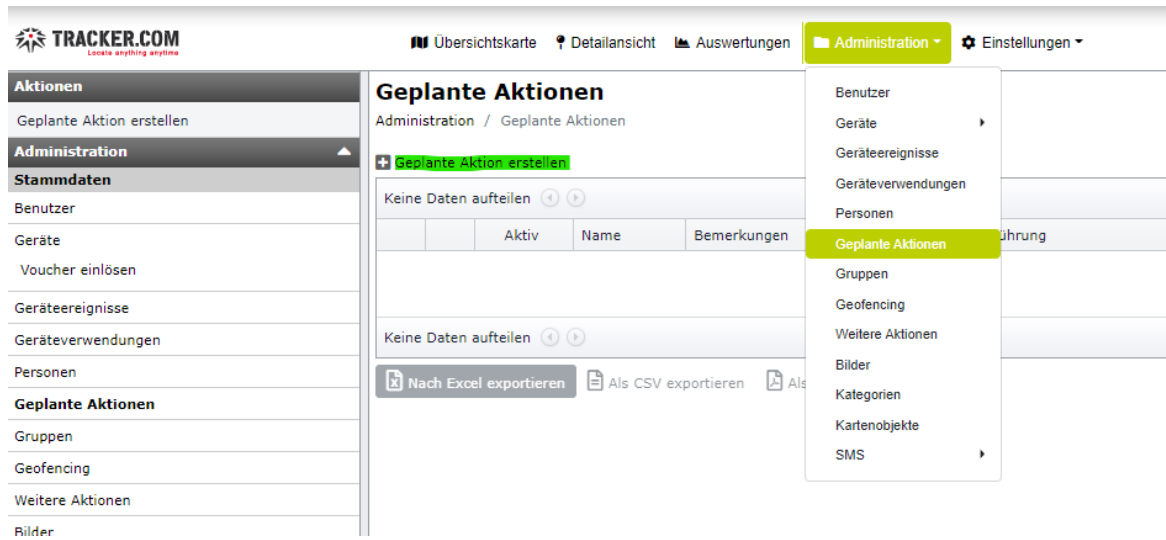 TRACKER.COM
Locate anything anytime
Übersichtskarte Detailansicht Auswertungen Administration Einstellungen
Aktionen
Geplante Aktion erstellen
Administration
Stammdaten
Benutzer
Geräte
Voucher einlösen
Geräteereignisse
Geräteverwendungen
Personen
Geplante Aktionen
Gruppen
Geofencing
Weitere Aktionen
Bilder
Geplante Aktionen
Administration / Geplante Aktionen
Geplante Aktion erstellen
Keine Daten aufteilen
Aktiv Name Bemerkungen
Keine Daten aufteilen
Nach Excel exportieren Als CSV exportieren
Benutzer
Geräte
Geräteereignisse
Geräteverwendungen
Personen
Geplante Aktionen
Gruppen
Geofencing
Weitere Aktionen
Bilder
Kategorien
Kartenobjekte
SMS